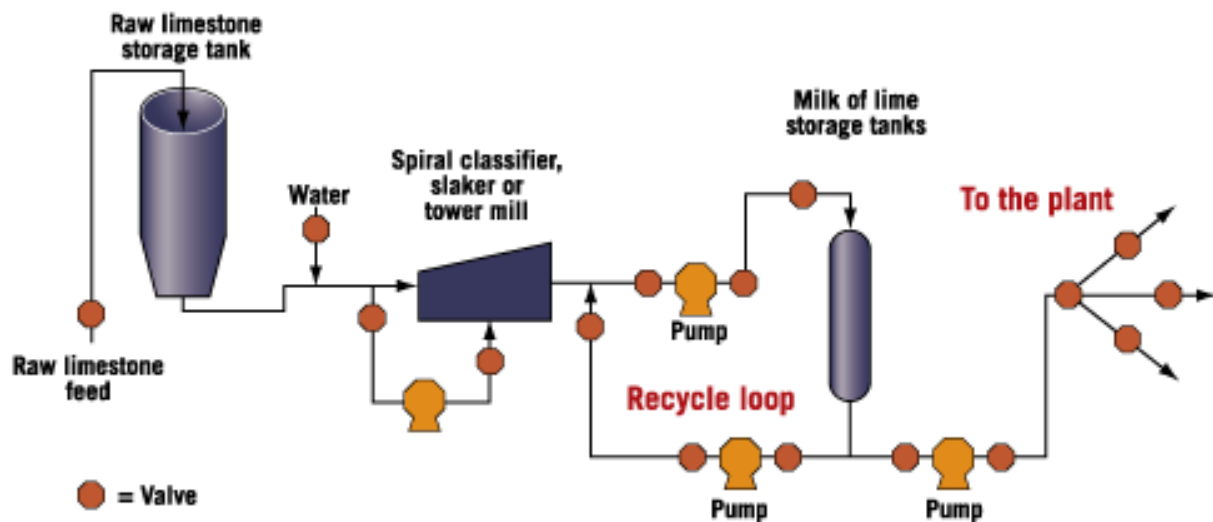 Raw limestone
storage tank
Milk of lime
storage tanks
Spiral classifier,
slaker or
tower mill
Water
To the plant
Pump
Raw limestone
feed
Recycle loop
= Valve
Pump
Pump